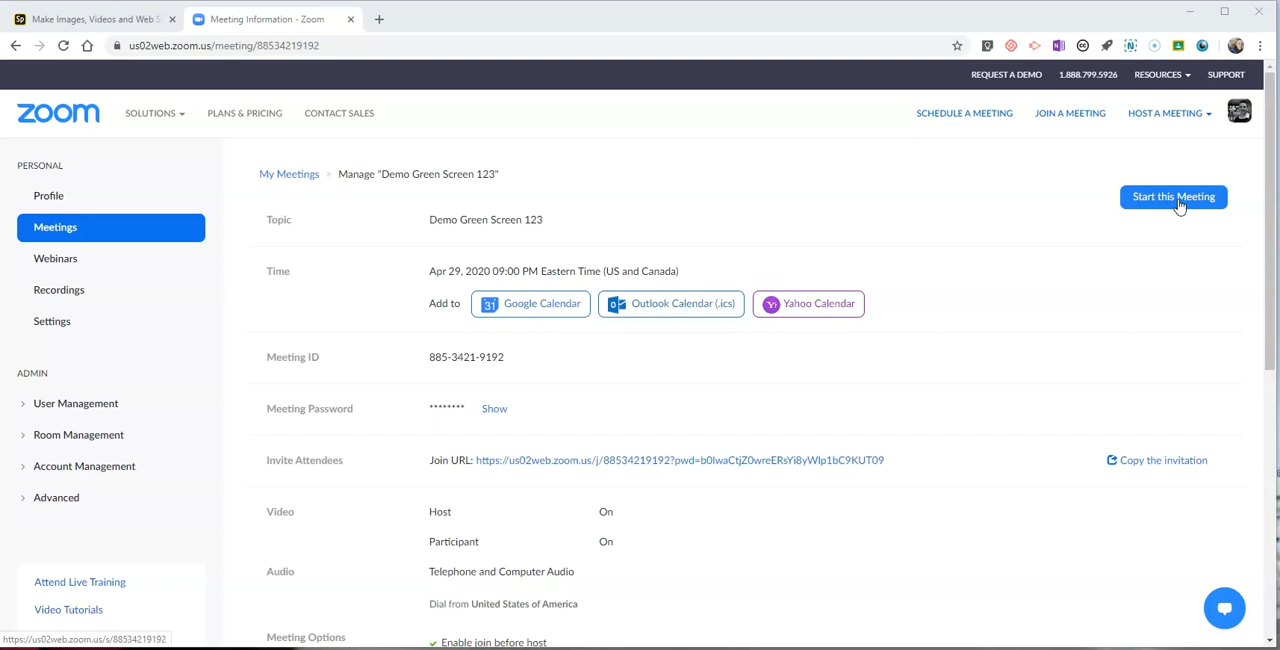 Make Images, Videos and Web S
Meeting Information - Zoom
us02web.zoom.us/meeting/88534219192
REQUEST A DEMO 1.888.799.5926 RESOURCES SUPPORT
zoom SOLUTIONS PLANS & PRICING CONTACT SALES SCHEDULE A MEETING JOIN A MEETING HOST A MEETING
PERSONAL
Profile
Meetings
Webinars
Recordings
Settings
ADMIN
User Management
Room Management
Account Management
Advanced
Attend Live Training
Video Tutorials
My Meetings > Manage "Demo Green Screen 123"
Start this Meeting
Topic Demo Green Screen 123
Time Apr 29, 2020 09:00 PM Eastern Time (US and Canada)
Add to Google Calendar Outlook Calendar (.ics) Yahoo Calendar
Meeting ID 885-3421-9192
Meeting Password ******** Show
Invite Attendees Join URL: https://us02web.zoom.us/j/88534219192?pwd=b0lwaCtjZ0wreERsYi8yWlp1bC9KUT09 Copy the invitation
Video Host On
Participant On
Audio Telephone and Computer Audio
Dial from United States of America
Meeting Options Enable join before host
https://us02web.zoom.us/s/88534219192